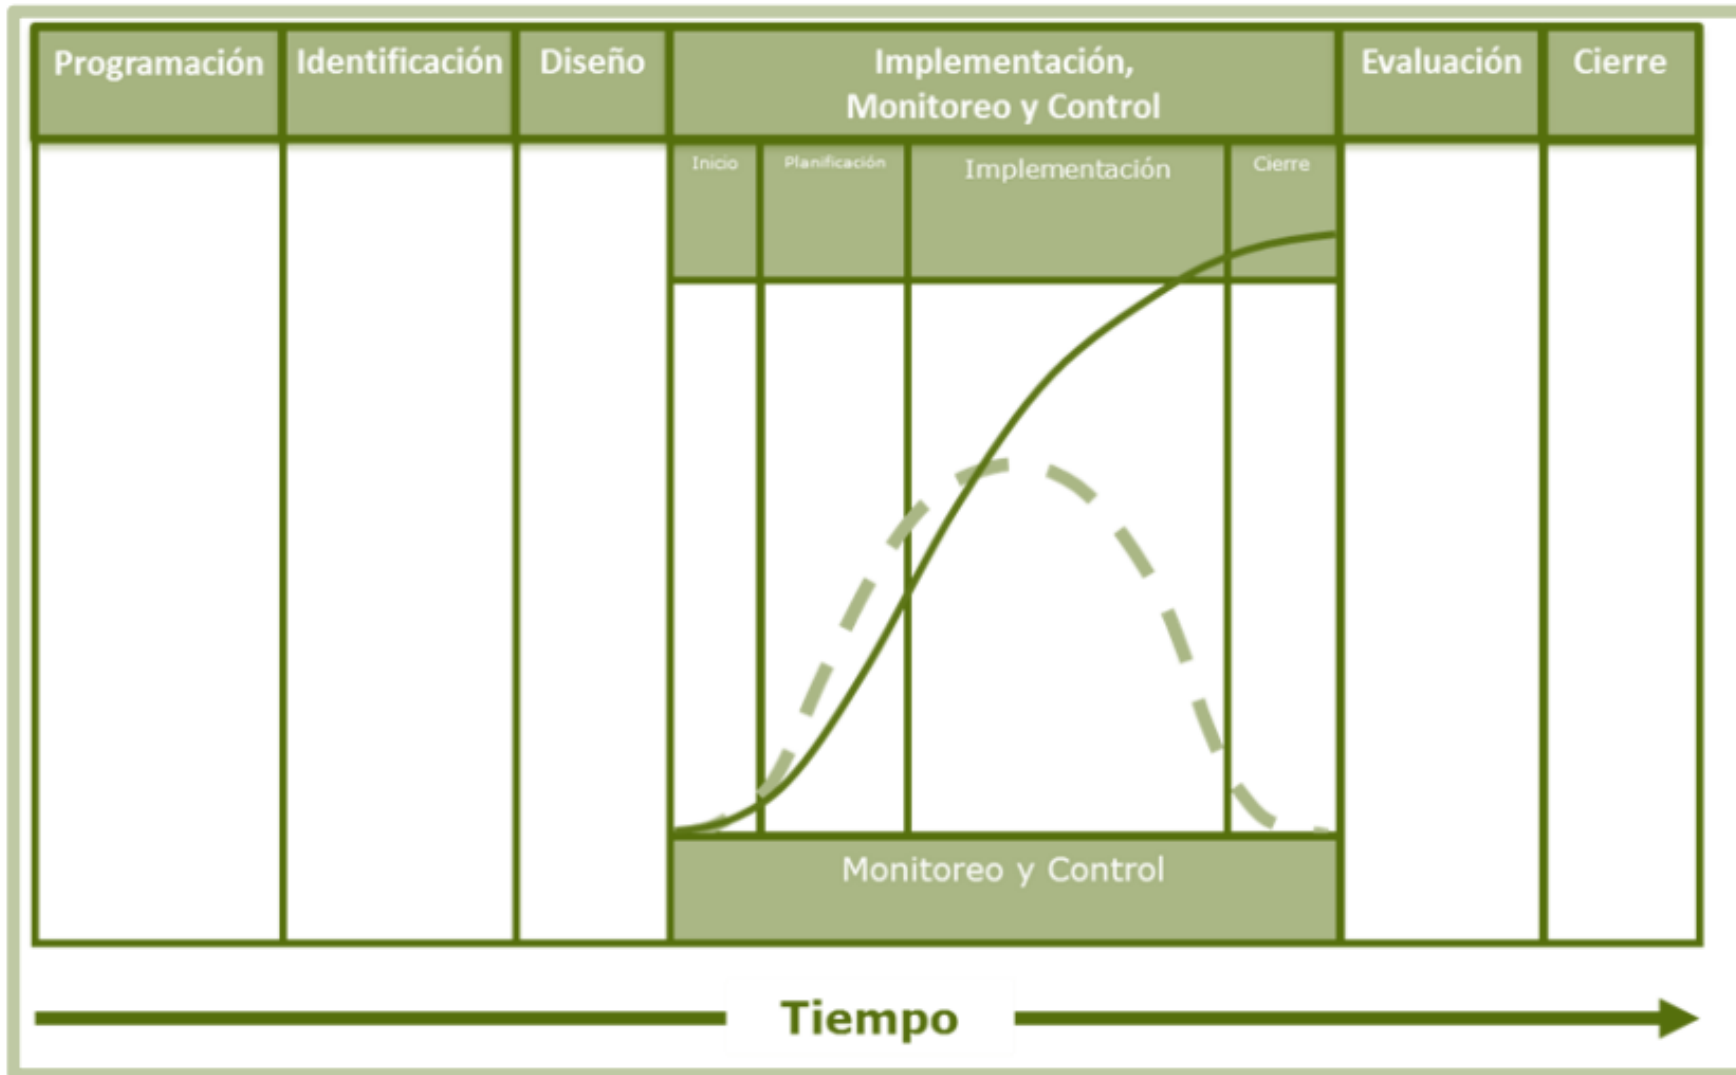 Programación
Identificación
Diseño
Implementación,
Monitoreo y Control
Evaluación
Cierre
Inicio
Planificación
Implementación
Cierre
Monitoreo y Control
Tiempo